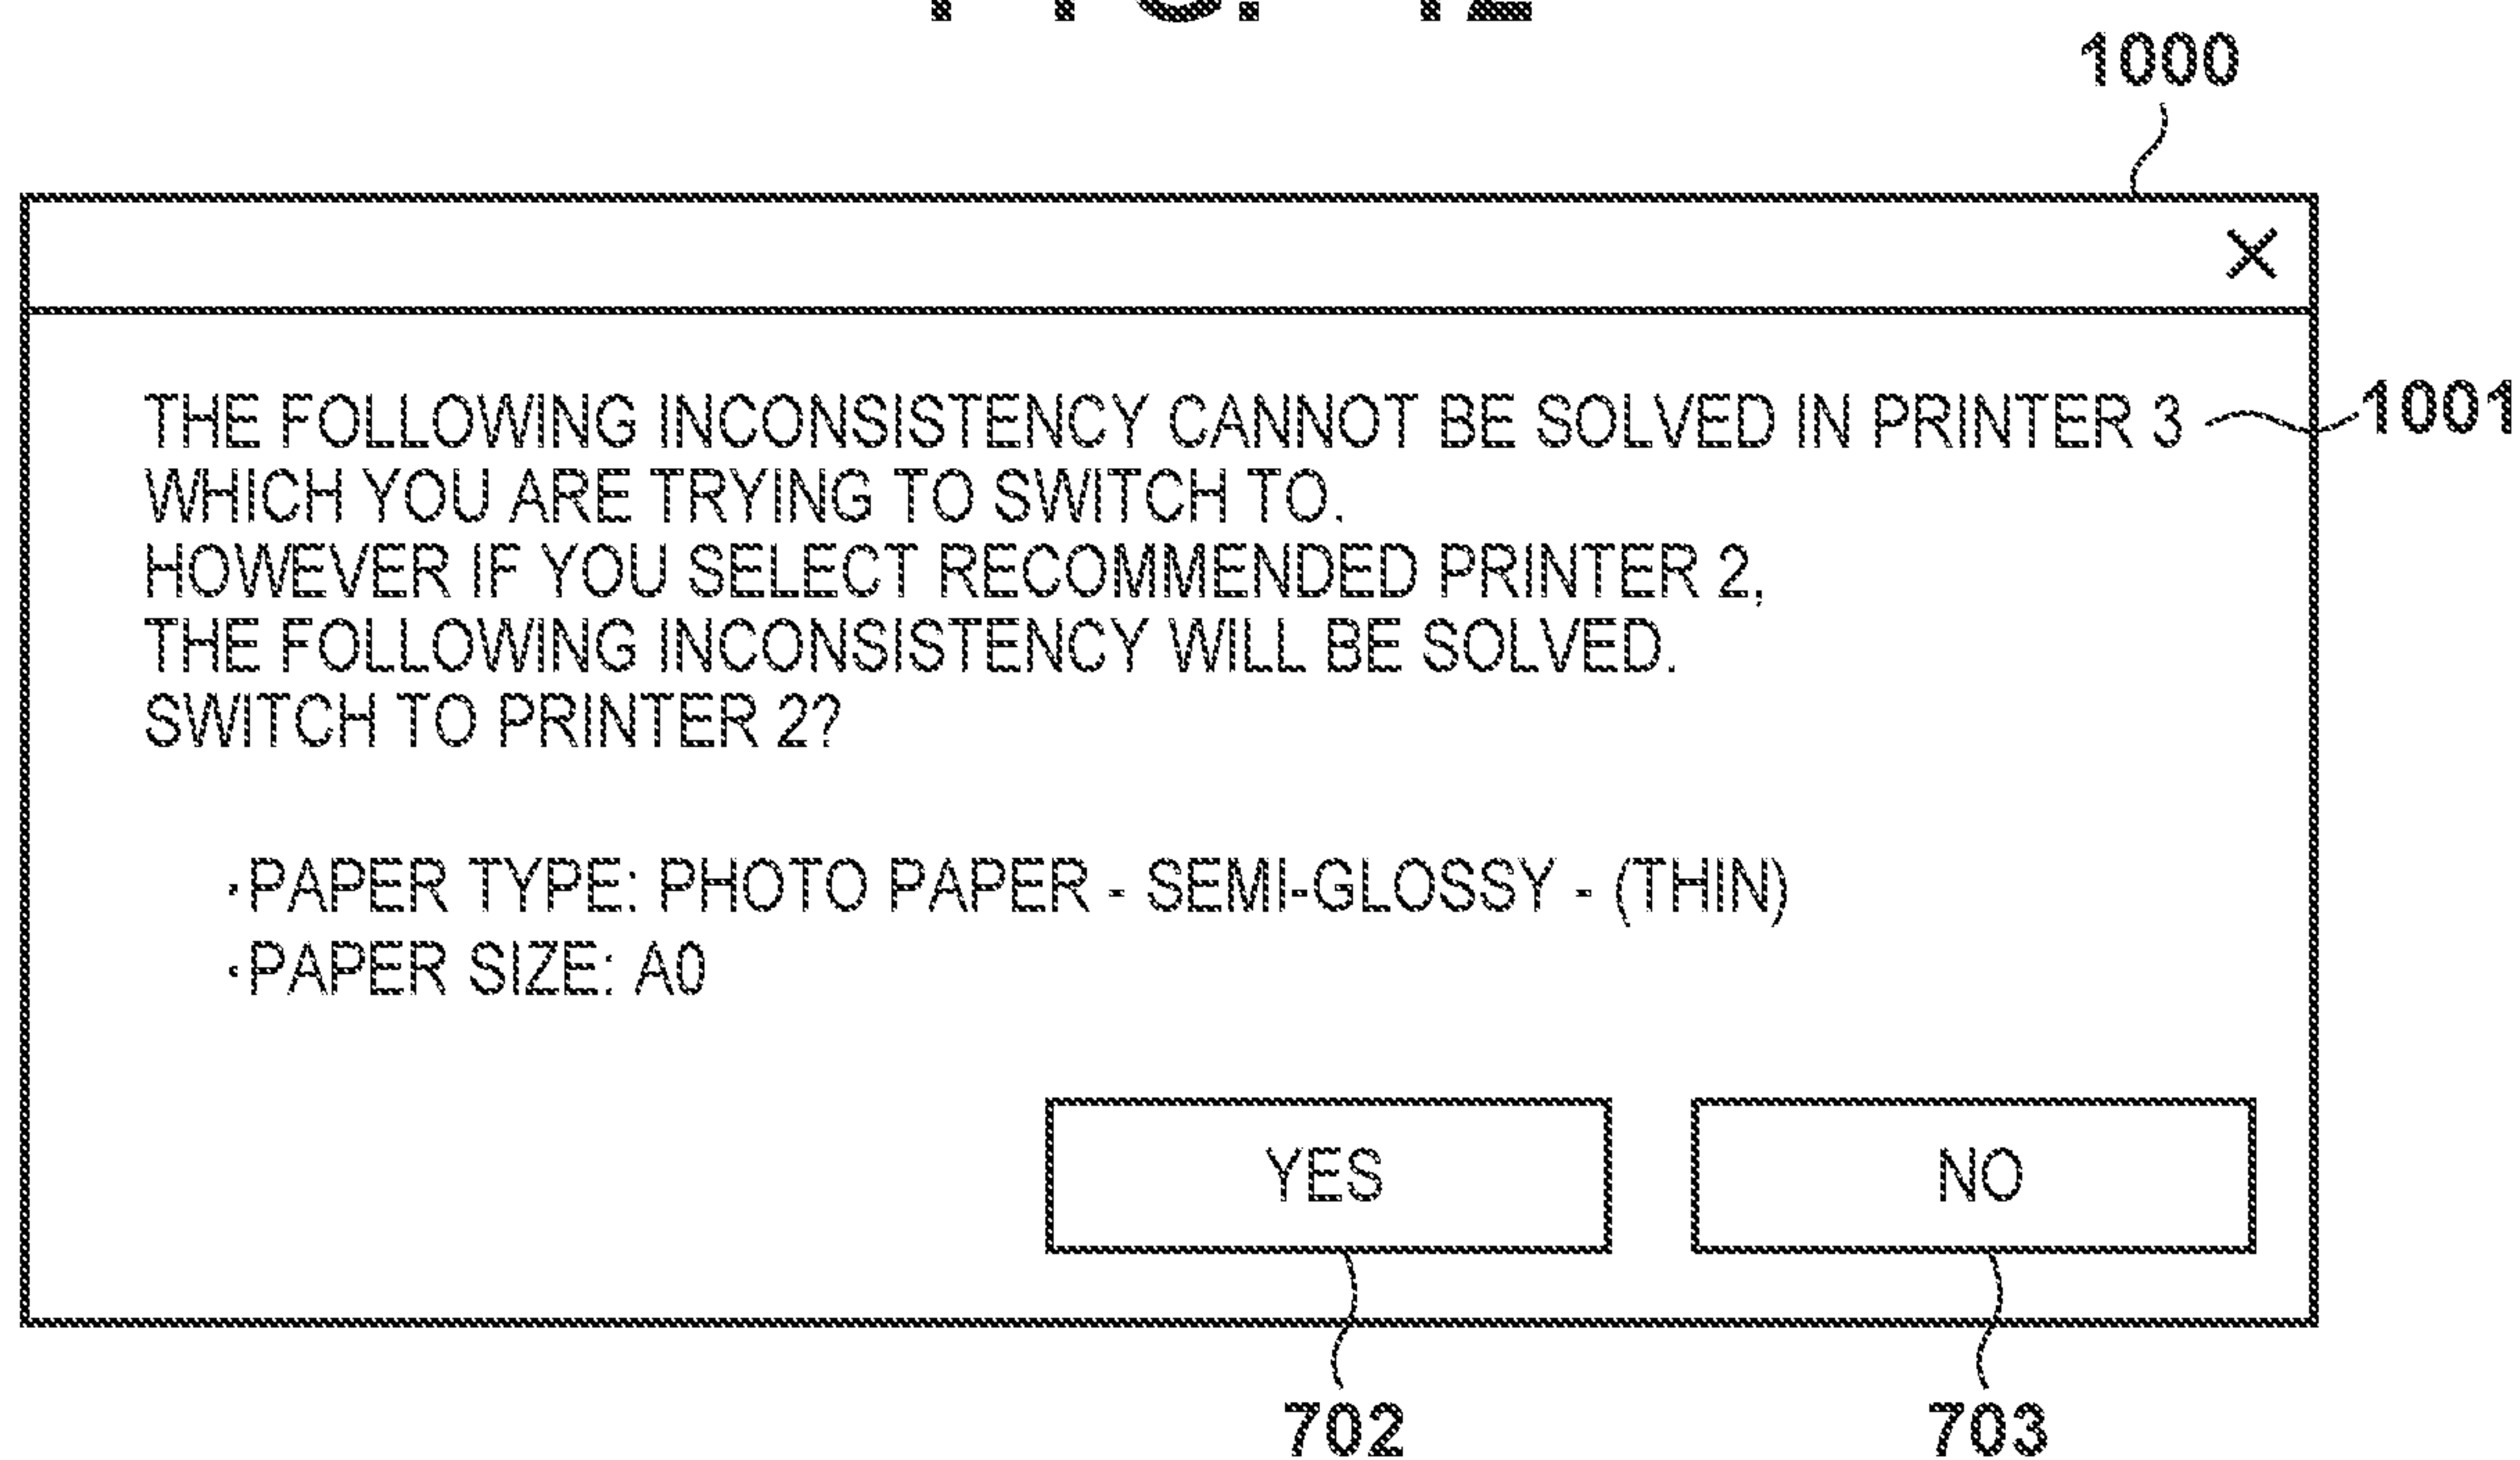 FIG. 12
1000
×
THE FOLLOWING INCONSISTENCY CANNOT BE SOLVED IN PRINTER 3 1001
WHICH YOU ARE TRYING TO SWITCH TO.
HOWEVER IF YOU SELECT RECOMMENDED PRINTER 2,
THE FOLLOWING INCONSISTENCY WILL BE SOLVED.
SWITCH TO PRINTER 2?
·PAPER TYPE: PHOTO PAPER - SEMI-GLOSSY - (THIN)
·PAPER SIZE: A0
YES NO
702 703